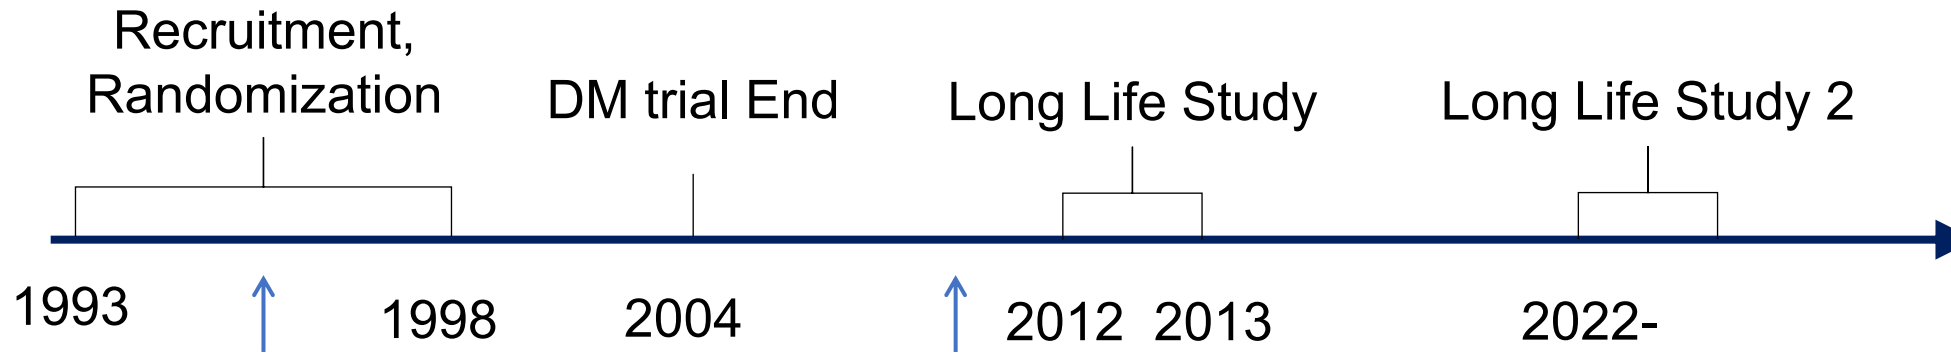 Recruitment,
Randomization
DM trial End
Long Life Study
Long Life Study 2
1993
1998
2004
2012
2013
2022-